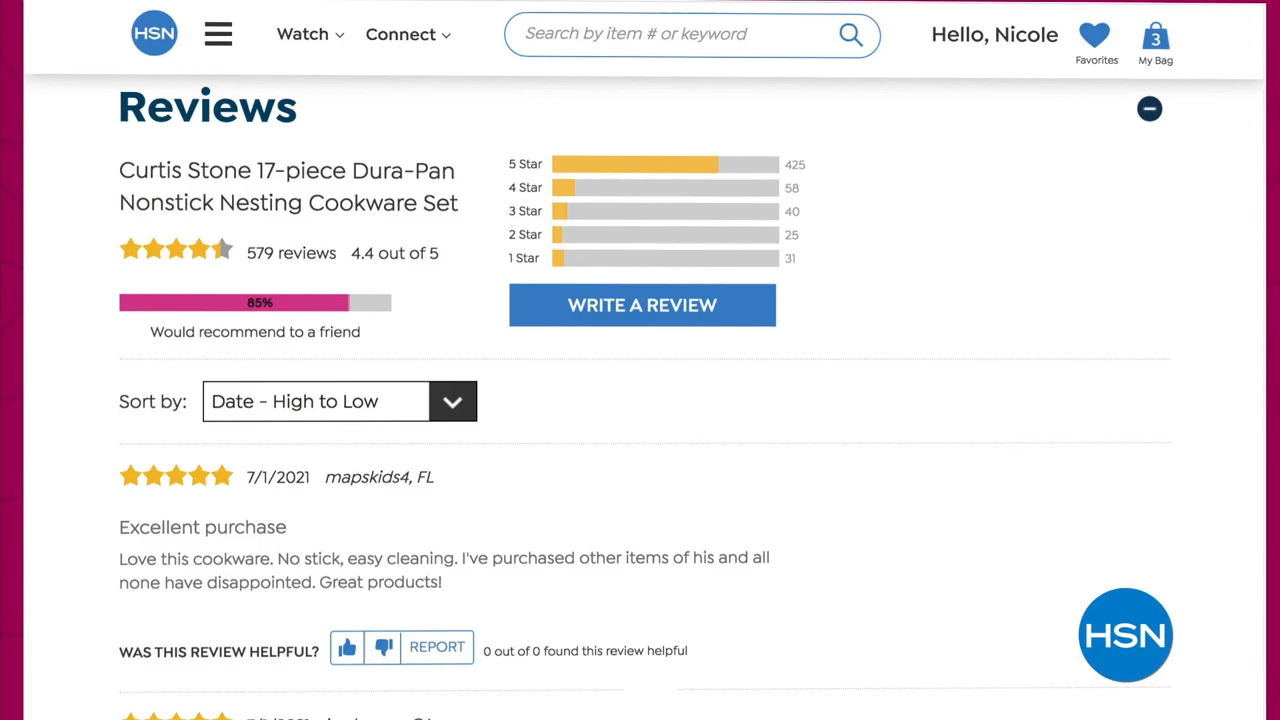 HSN
Watch
Connect
Search by item # or keyword
Hello, Nicole
Favorites
3
My Bag
Reviews
Curtis Stone 17-piece Dura-Pan
Nonstick Nesting Cookware Set
579 reviews 4.4 out of 5
85%
Would recommend to a friend
5 Star 425
4 Star 58
3 Star 40
2 Star 25
1 Star 31
WRITE A REVIEW
Sort by: Date - High to Low
7/1/2021 mapskids4, FL
Excellent purchase
Love this cookware. No stick, easy cleaning. I've purchased other items of his and all
none have disappointed. Great products!
WAS THIS REVIEW HELPFUL? REPORT 0 out of 0 found this review helpful
HSN